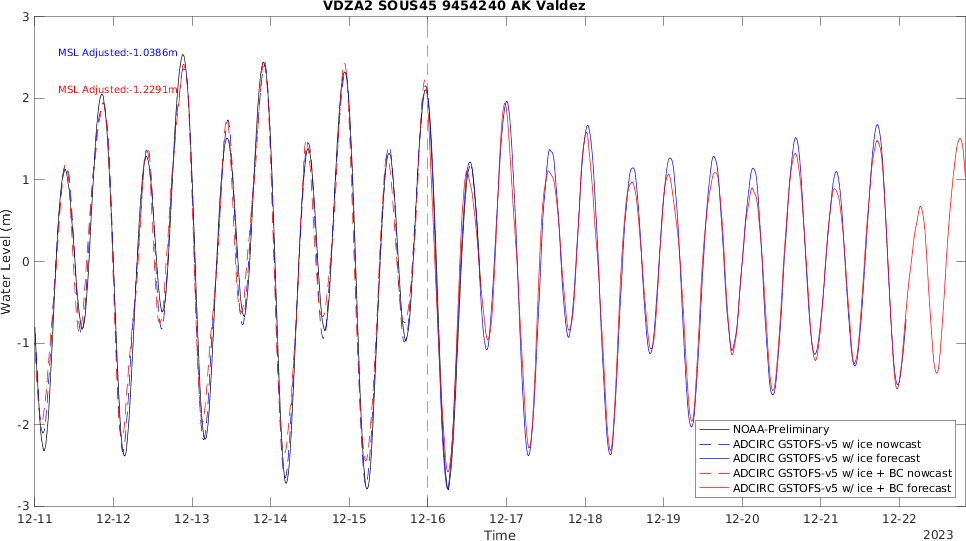 VDZA2 SOUS45 9454240 AK Valdez
MSL Adjusted:-1.0386m
MSL Adjusted:-1.2291m
Water Level (m)
3
2
1
0
-1
-2
-3
12-11 12-12 12-13 12-14 12-15 12-16 12-17 12-18 12-19 12-20 12-21 12-22
Time
2023
NOAA-Preliminary
ADCIRC GSTOFS-v5 w/ ice nowcast
ADCIRC GSTOFS-v5 w/ ice forecast
ADCIRC GSTOFS-v5 w/ ice + BC nowcast
ADCIRC GSTOFS-v5 w/ ice + BC forecast